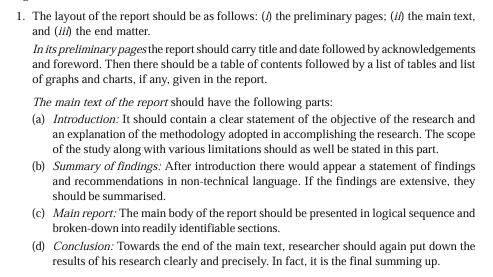 1. The layout of the report should be as follows: (i) the preliminary pages; (ii) the main text,
and (iii) the end matter.
In its preliminary pages the report should carry title and date followed by acknowledgements
and foreword. Then there should be a table of contents followed by a list of tables and list
of graphs and charts, if any, given in the report.
The main text of the report should have the following parts:
(a) Introduction: It should contain a clear statement of the objective of the research and
an explanation of the methodology adopted in accomplishing the research. The scope
of the study along with various limitations should as well be stated in this part.
(b) Summary of findings: After introduction there would appear a statement of findings
and recommendations in non-technical language. If the findings are extensive, they
should be summarised.
(c) Main report: The main body of the report should be presented in logical sequence and
broken-down into readily identifiable sections.
(d) Conclusion: Towards the end of the main text, researcher should again put down the
results of his research clearly and precisely. In fact, it is the final summing up.